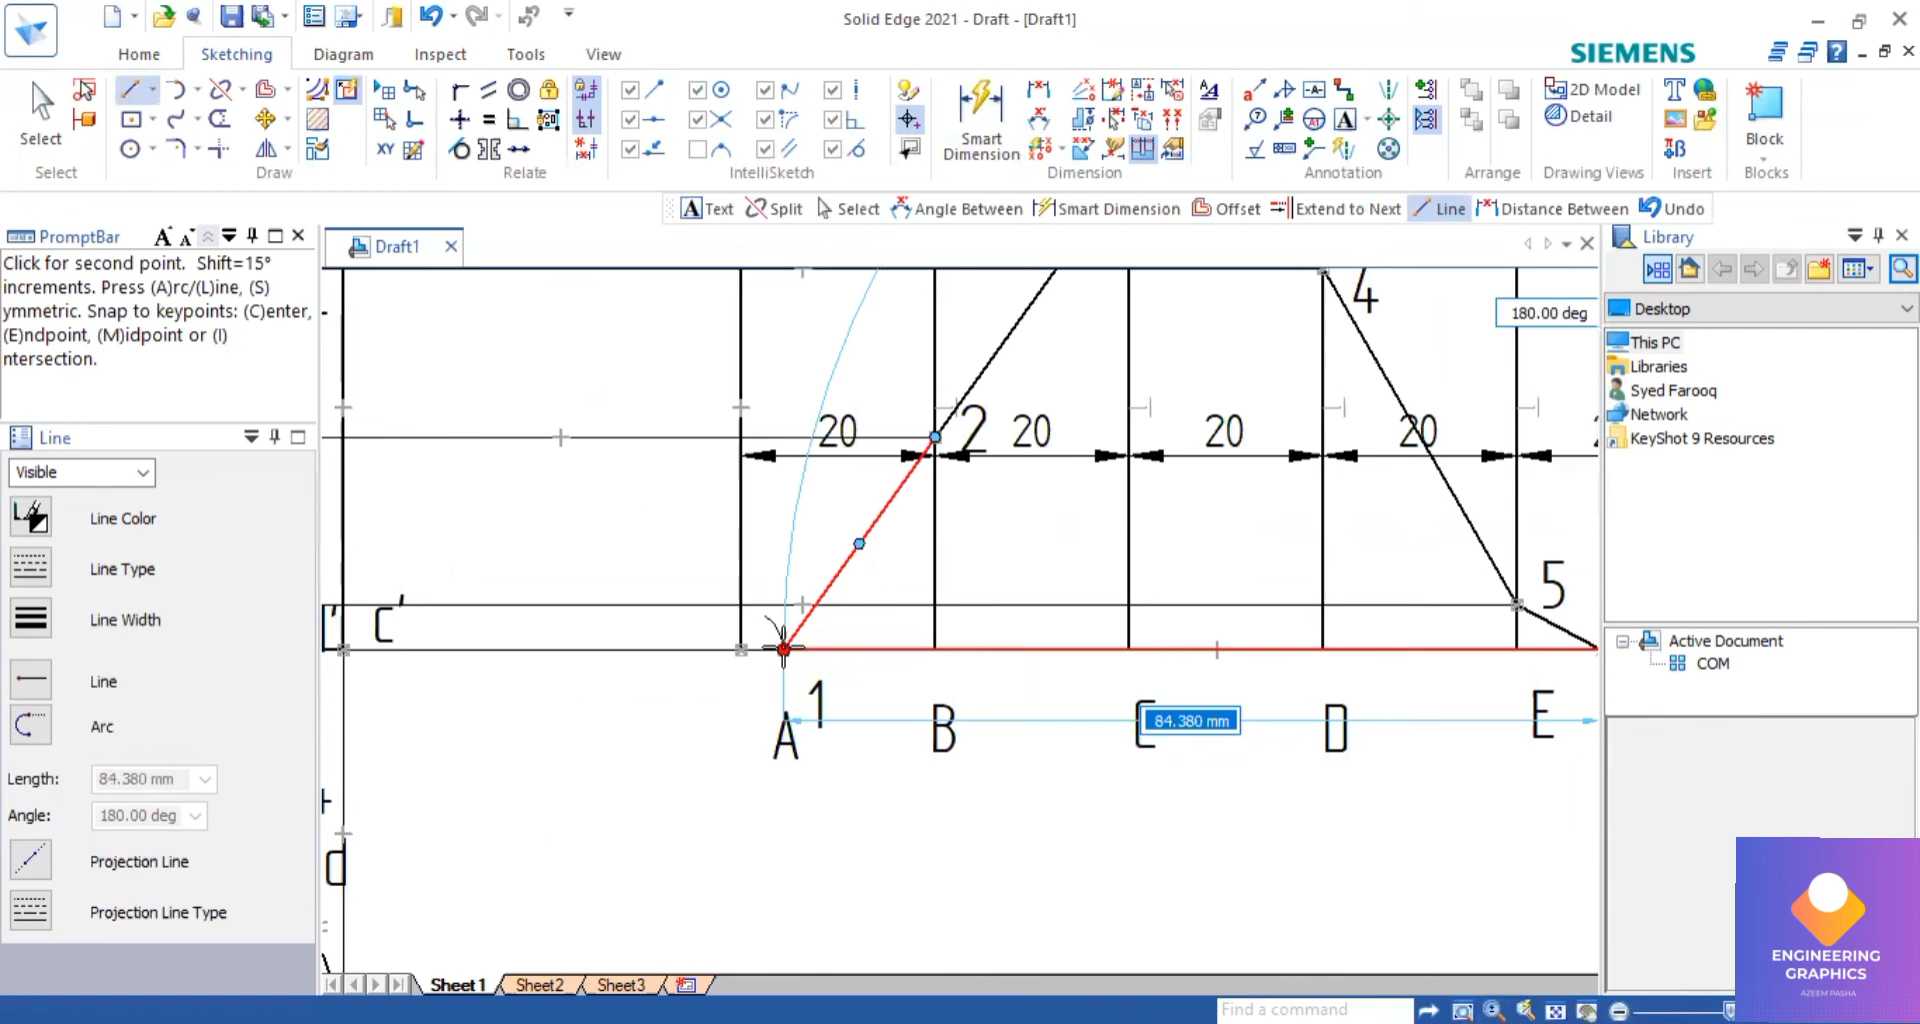 Solid Edge 2021 - Draft - [Draft1]
Home
Sketching
Diagram
Inspect
Tools
View
SIEMENS
Select
Select
Draw
XY
Relate
IntelliSketch
Smart
Dimension
Dimension
Annotation
Arrange
2D Model
Detail
Drawing Views
Insert
Block
Blocks
Text
Split
Select
Angle Between
Smart Dimension
Offset
Extend to Next
Line
Distance Between
Undo
PromptBar
Click for second point. Shift=15°
increments. Press (A)rc/(L)ine, (S)
ymmetric. Snap to keypoints: (C)enter,
(E)ndpoint, (M)idpoint or (I)
ntersection.
Line
Visible
Line Color
Line Type
Line Width
Line
Arc
Length: 84.380 mm
Angle: 180.00 deg
Projection Line
Projection Line Type
Draft1
4
180.00 deg
20 2 20 20 20
5
c'
1
A B C D E
84.380 mm
d
Sheet1
Sheet2
Sheet3
Library
Desktop
This PC
Libraries
Syed Farooq
Network
KeyShot 9 Resources
Active Document
COM
ENGINEERING
GRAPHICS
AZEEM PASHA
Find a command